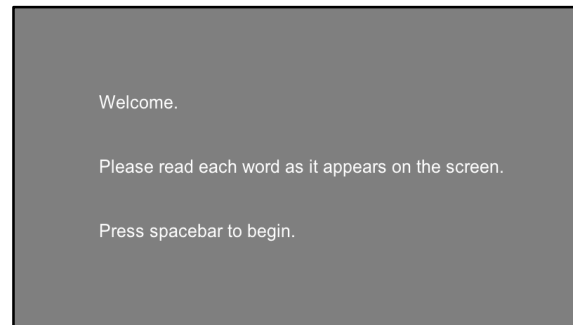 Welcome.
Please read each word as it appears on the screen.
Press spacebar to begin.